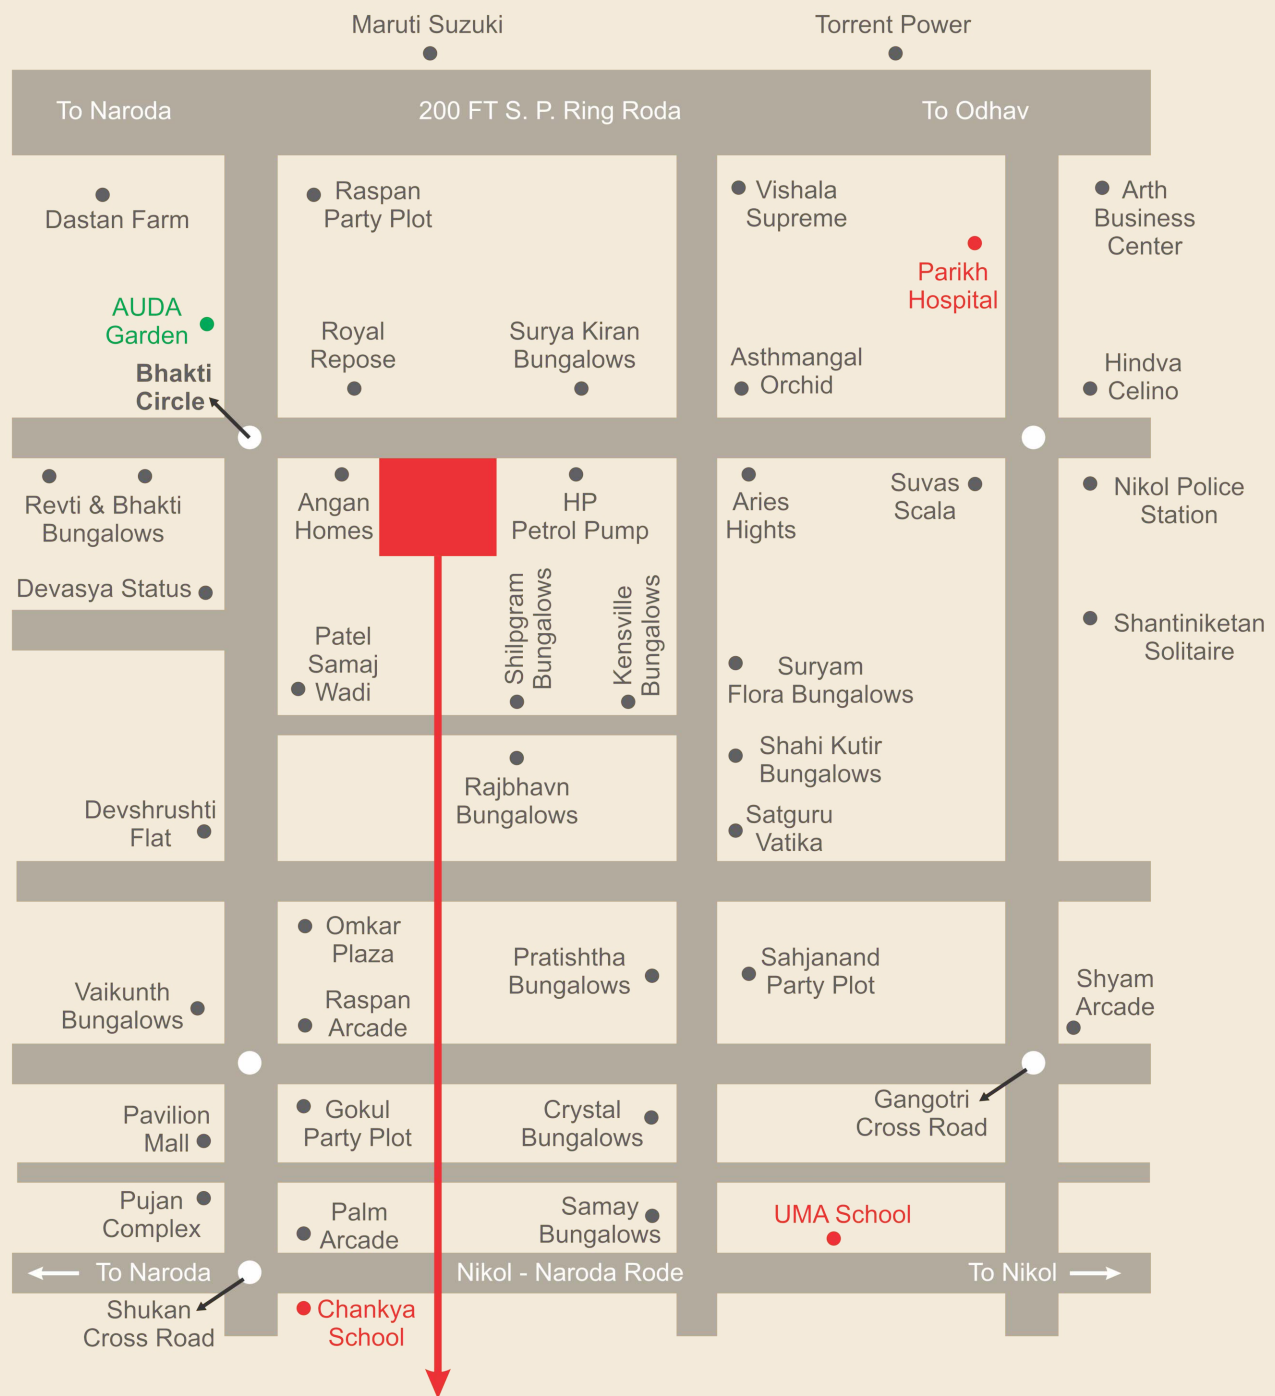 Maruti Suzuki
Torrent Power
To Naroda
200 FT S. P. Ring Roda
To Odhav
Dastan Farm
Raspan
Party Plot
Vishala
Supreme
Arth
Business
Center
Parikh
Hospital
AUDA
Garden
Bhakti
Circle
Royal
Repose
Surya Kiran
Bungalows
Asthmangal
Orchid
Hindva
Celino
Revti & Bhakti
Bungalows
Angan
Homes
HP
Petrol Pump
Aries
Hights
Suvas
Scala
Nikol Police
Station
Devasya Status
Patel
Samaj
Wadi
Shilpgram
Bungalows
Kensville
Bungalows
Suryam
Flora Bungalows
Shantiniketan
Solitaire
Shahi Kutir
Bungalows
Rajbhavn
Bungalows
Devshrushti
Flat
Satguru
Vatika
Omkar
Plaza
Pratishtha
Bungalows
Sahjanand
Party Plot
Vaikunth
Bungalows
Raspan
Arcade
Shyam
Arcade
Pavilion
Mall
Gokul
Party Plot
Crystal
Bungalows
Gangotri
Cross Road
Pujan
Complex
Palm
Arcade
Samay
Bungalows
UMA School
To Naroda
Nikol - Naroda Rode
To Nikol
Shukan
Cross Road
Chankya
School